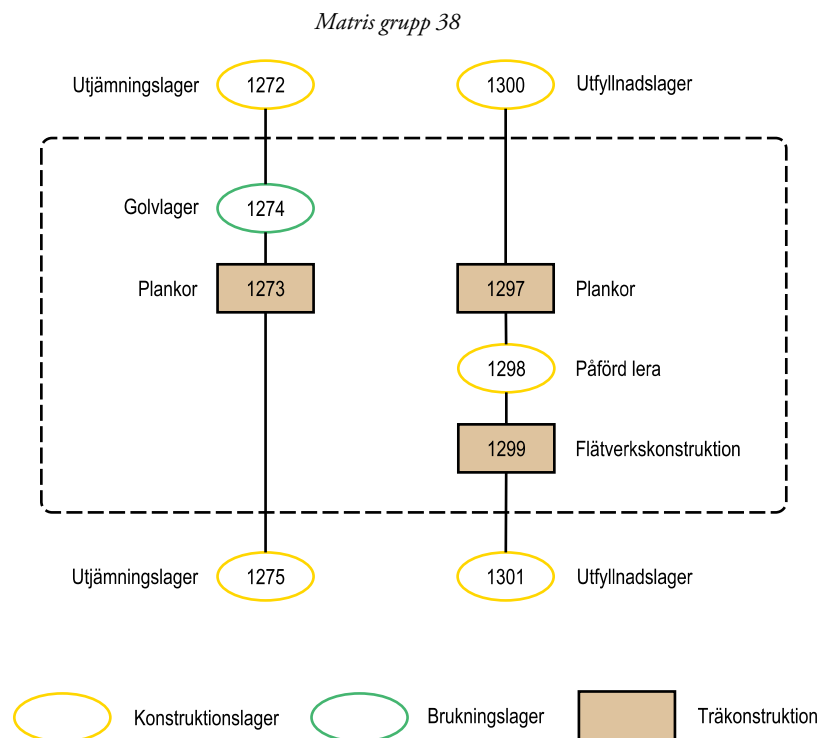 Matris grupp 38
Utjämningslager 1272 1300 Utfyllnadslager
Golvlager 1274
Plankor 1273 1297 Plankor
1298 Påförd lera
1299 Flätverkskonstruktion
Utjämningslager 1275 1301 Utfyllnadslager
Konstruktionslager Brukningslager Träkonstruktion